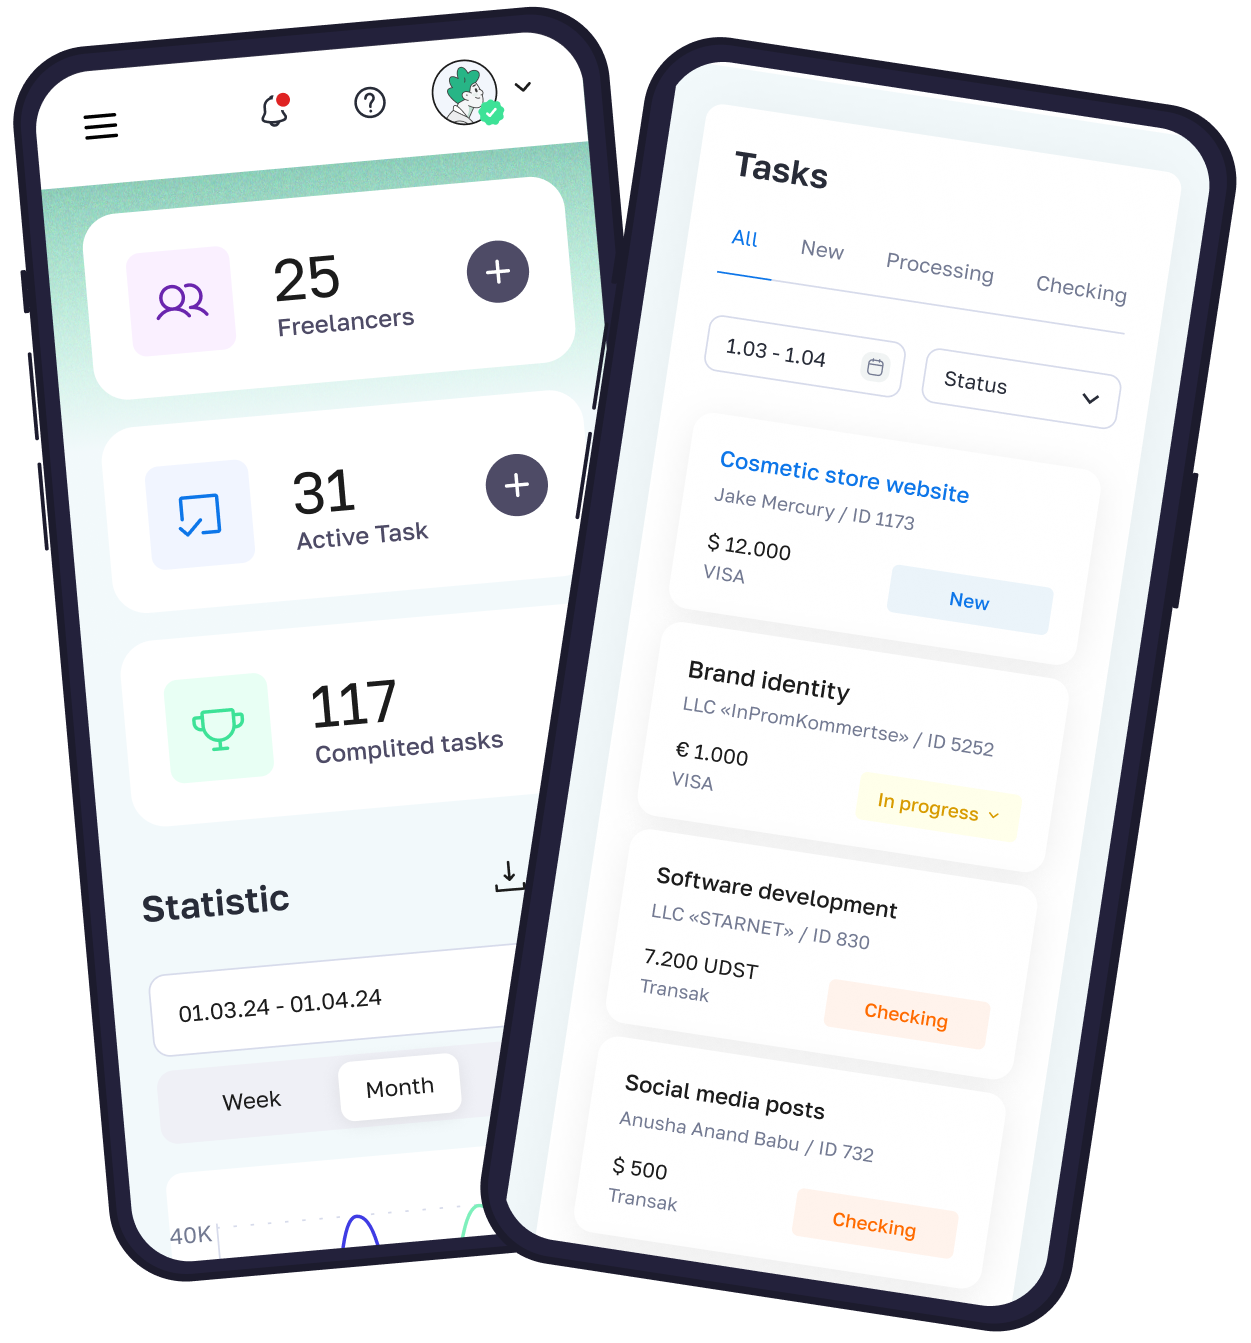 25
Freelancers
31
Active Task
117
Complited tasks
Statistic
01.03.24 - 01.04.24
Week Month
40K
Tasks
All New Processing Checking
1.03 - 1.04 Status
Cosmetic store website
Jake Mercury / ID 1173
$ 12.000
VISA
New
Brand identity
LLC «InPromKommertse» / ID 5252
€ 1.000
VISA
In progress
Software development
LLC «STARNET» / ID 830
7.200 UDST
Transak
Checking
Social media posts
Anusha Anand Babu / ID 732
$ 500
Transak
Checking